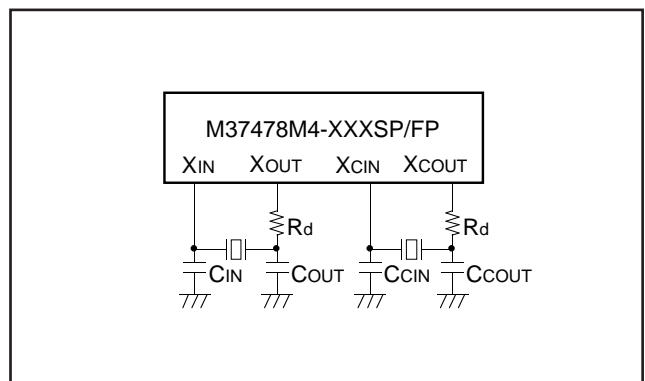 M37478M4-XXXSP/FP
XIN XOUT XCIN XCOUT
Rd Rd
CIN COUT CCIN CCOUT